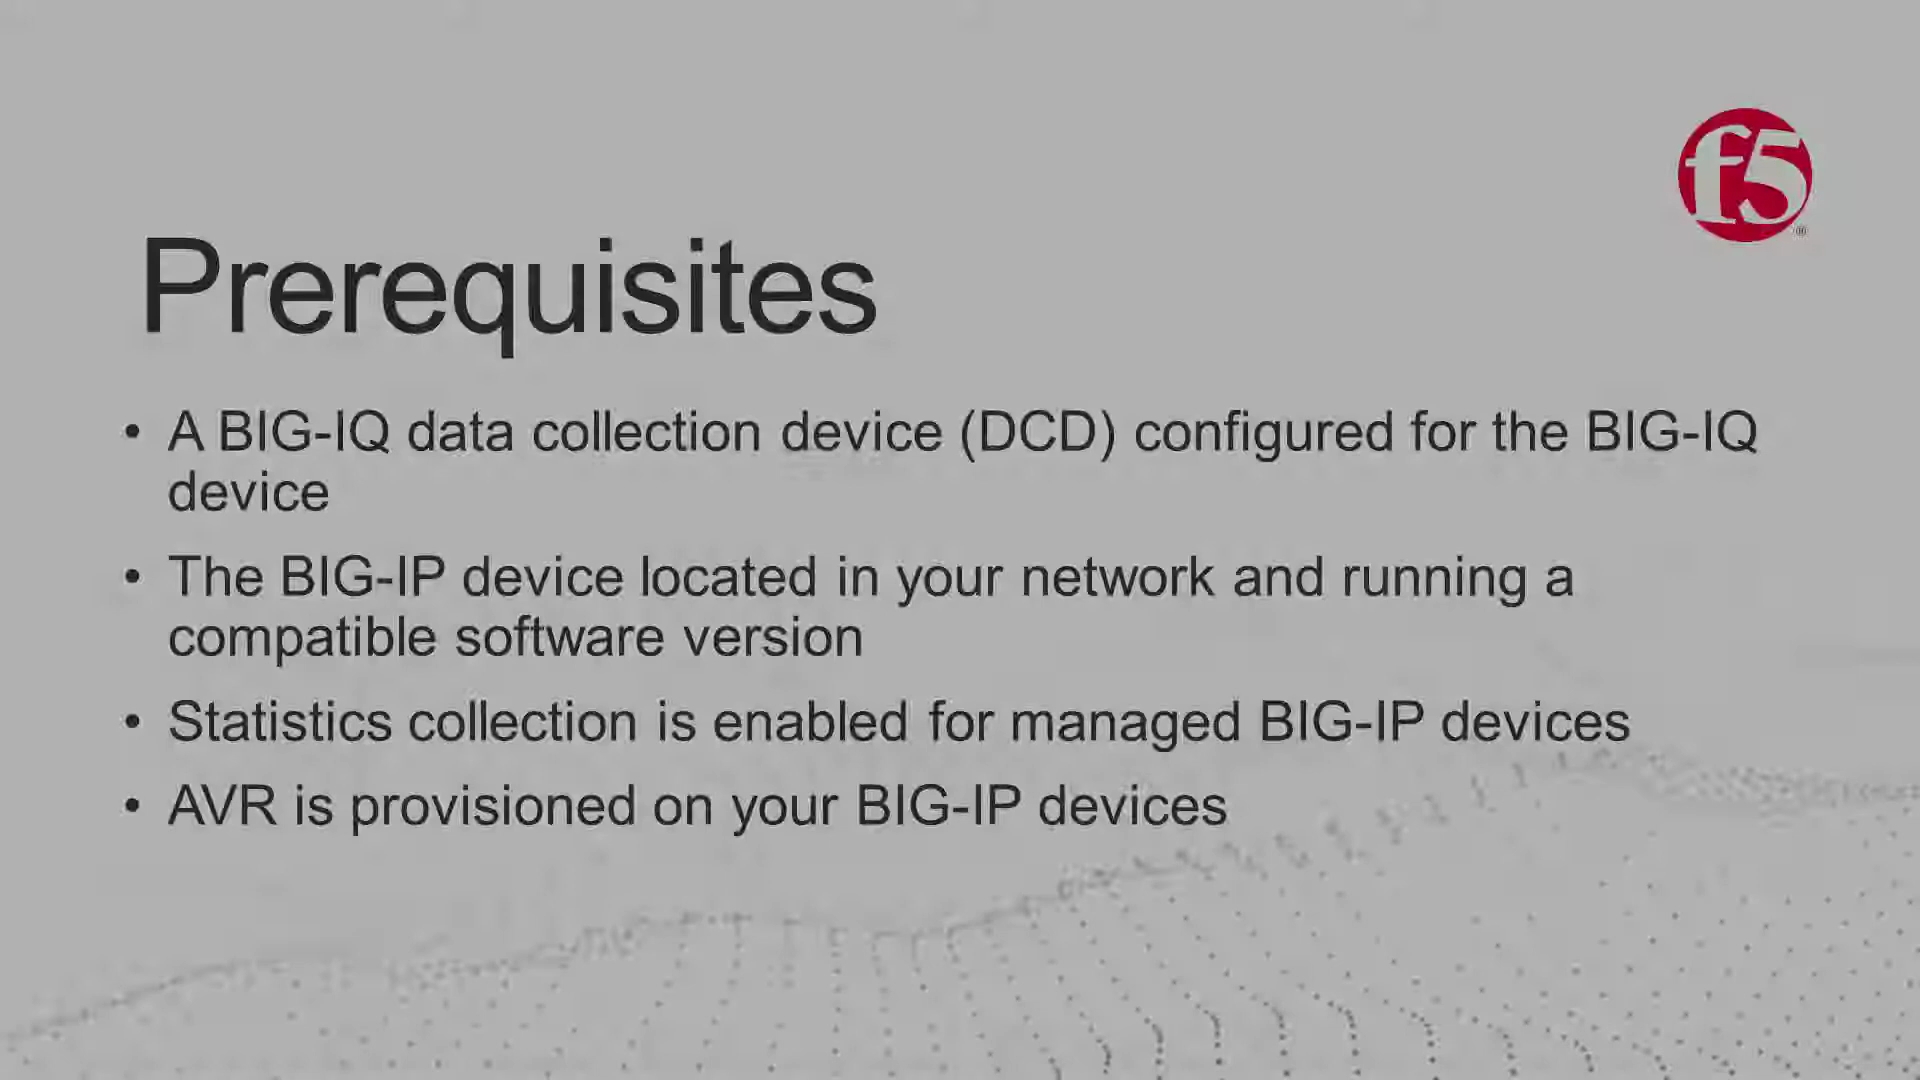 f5
Prerequisites
• A BIG-IQ data collection device (DCD) configured for the BIG-IQ
device
• The BIG-IP device located in your network and running a
compatible software version
• Statistics collection is enabled for managed BIG-IP devices
• AVR is provisioned on your BIG-IP devices